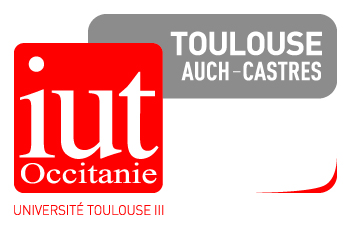 TOULOUSE
AUCH-CASTRES
iut
Occitanie
UNIVERSITÉ TOULOUSE III